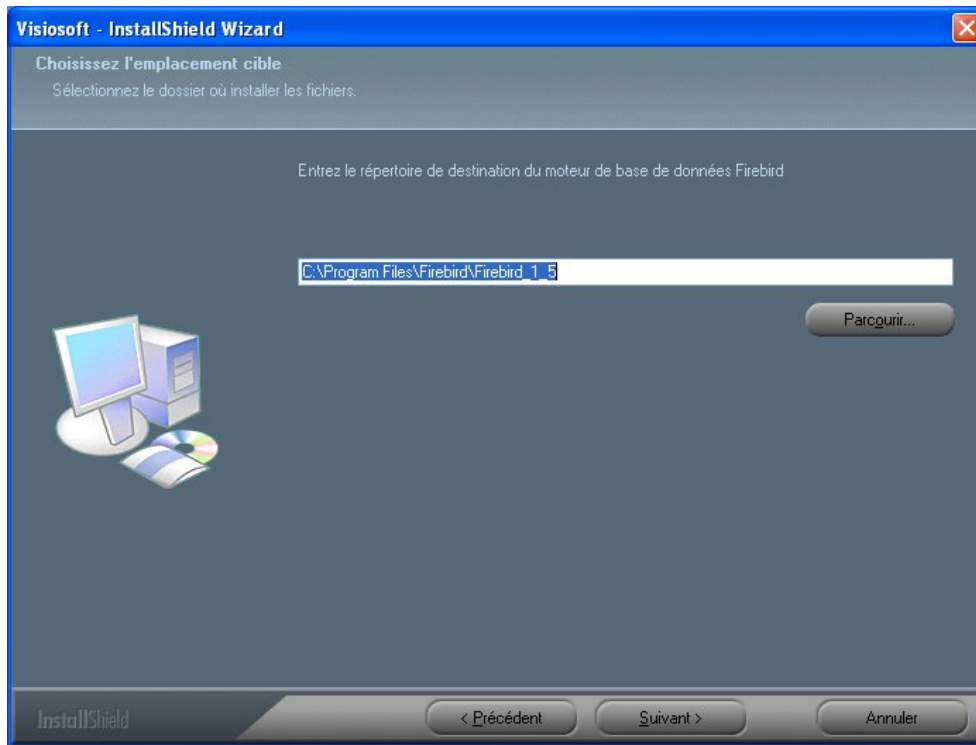 Visiosoft - InstallShield Wizard
Choisissez l'emplacement cible
Sélectionnez le dossier où installer les fichiers.
Entrez le répertoire de destination du moteur de base de données Firebird
C:\Program Files\Firebird\Firebird_1_5
Parcourir...
InstallShield
< Précédent
Suivant >
Annuler